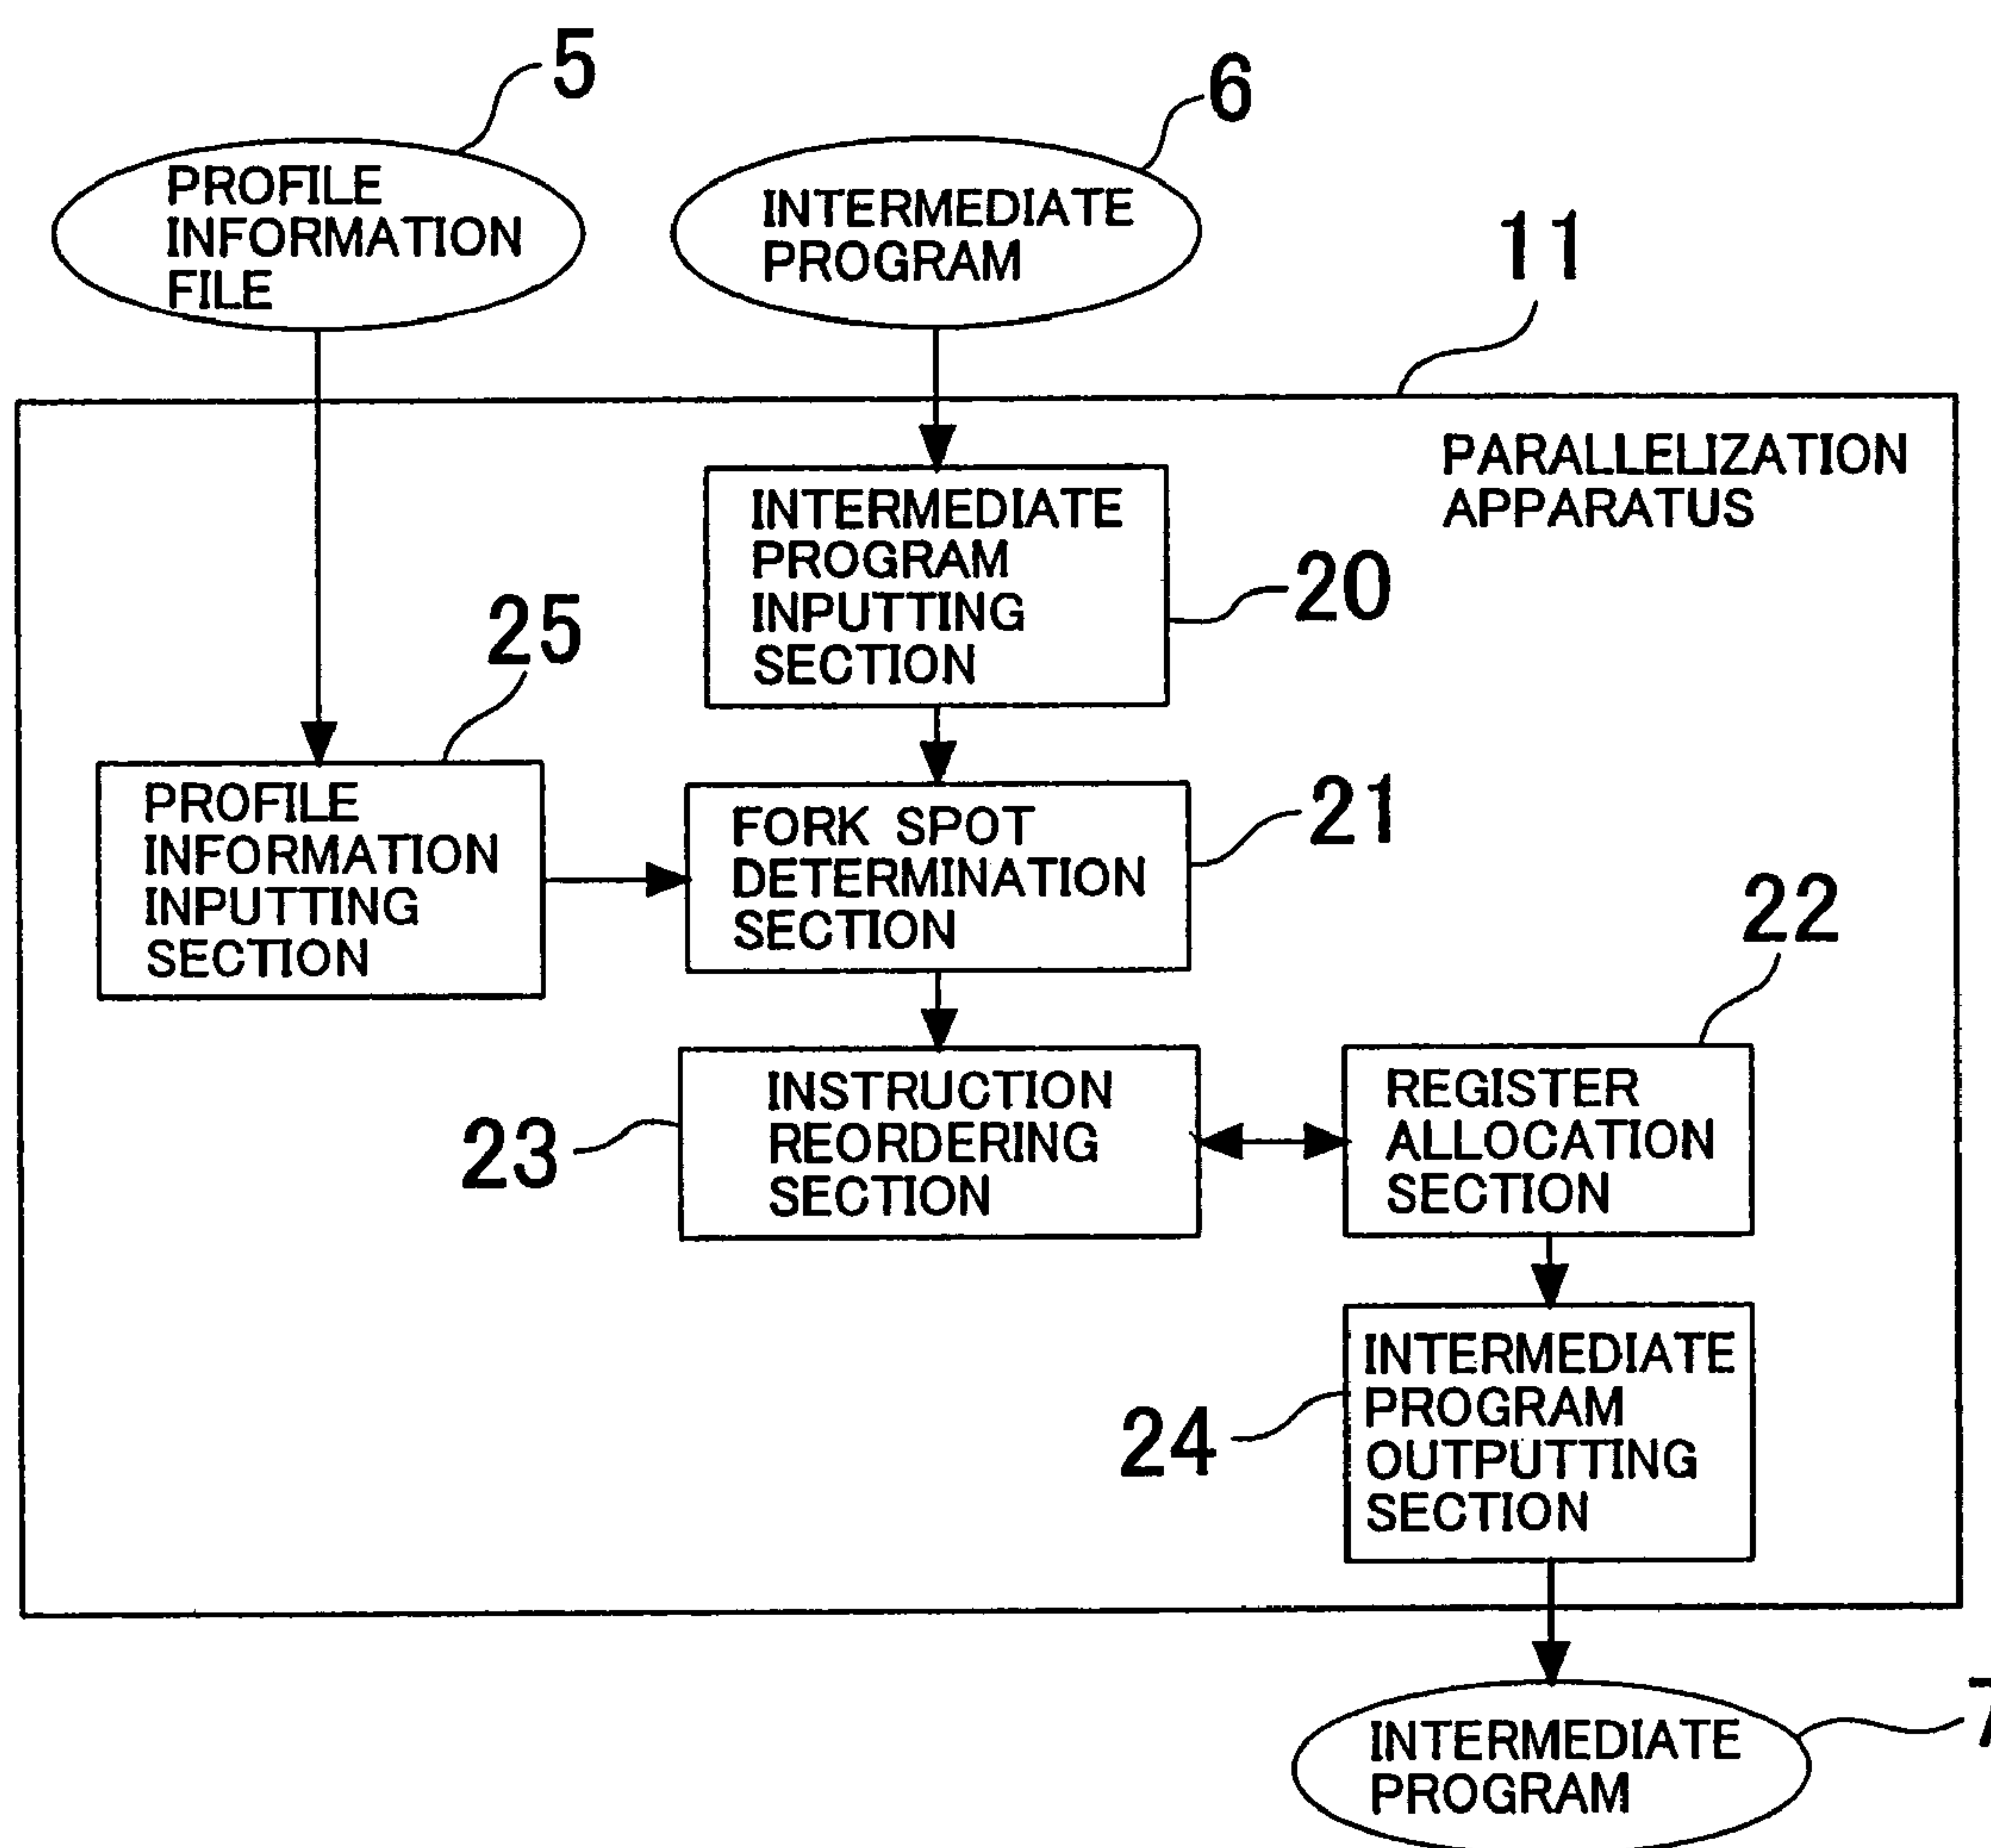 5
6
PROFILE
INFORMATION
FILE
INTERMEDIATE
PROGRAM
11
PARALLELIZATION
APPARATUS
INTERMEDIATE
PROGRAM
INPUTTING
SECTION
20
25
PROFILE
INFORMATION
INPUTTING
SECTION
FORK SPOT
DETERMINATION
SECTION
21
22
INSTRUCTION
REORDERING
SECTION
23
REGISTER
ALLOCATION
SECTION
INTERMEDIATE
PROGRAM
OUTPUTTING
SECTION
24
7
INTERMEDIATE
PROGRAM